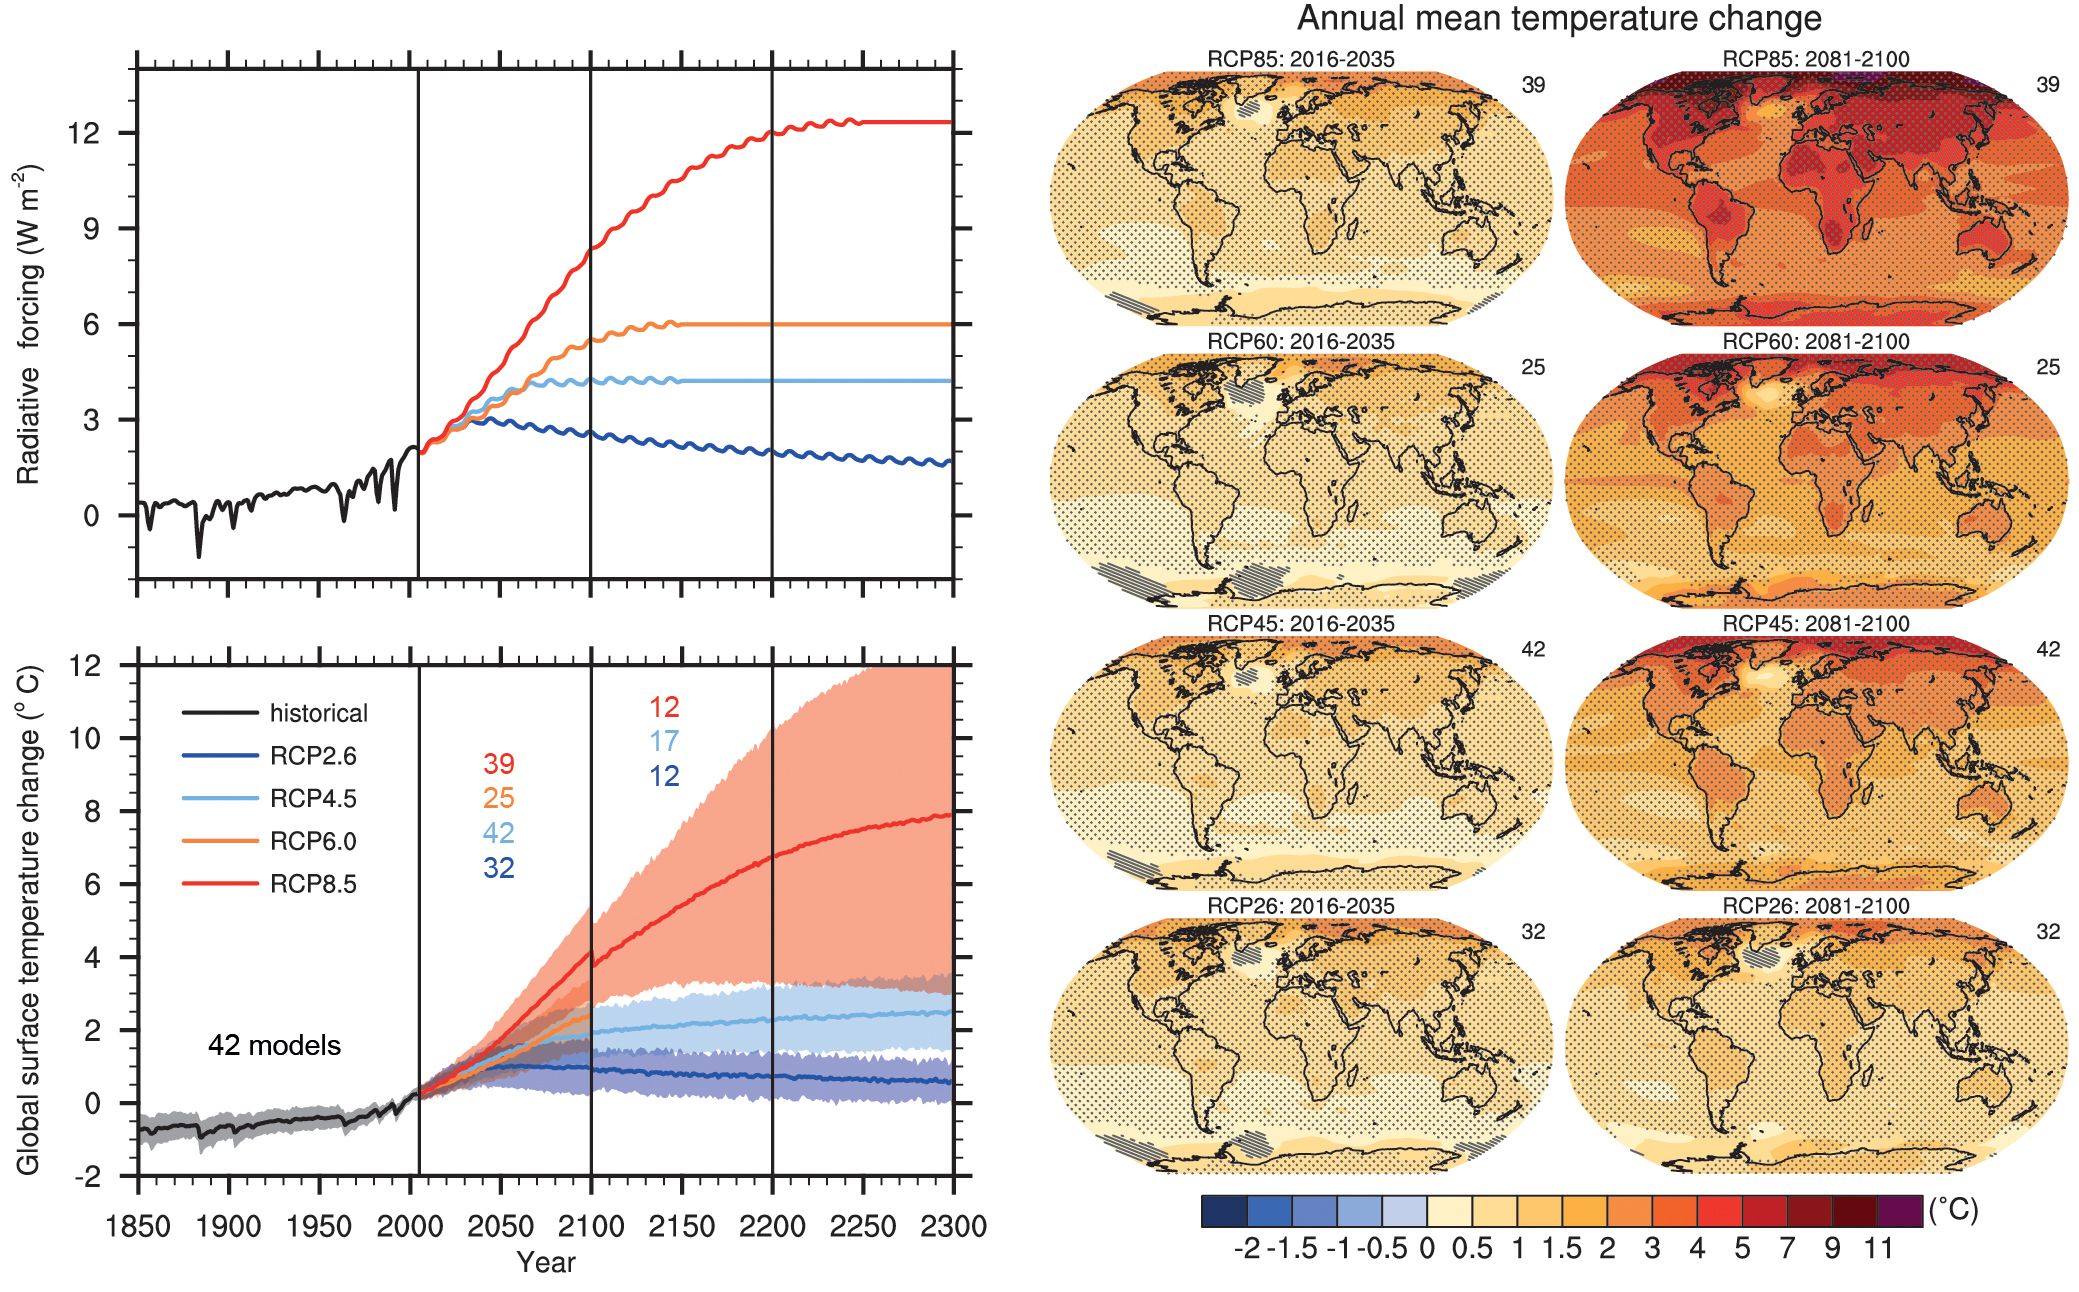 Annual mean temperature change
Radiative forcing (W m-2)
12
9
6
3
0
Global surface temperature change (° C)
12
10
8
6
4
2
0
-2
historical
RCP2.6
RCP4.5
RCP6.0
RCP8.5
39
25
42
32
12
17
12
42 models
1850 1900 1950 2000 2050 2100 2150 2200 2250 2300
Year
RCP85: 2016-2035
39
RCP85: 2081-2100
39
RCP60: 2016-2035
25
RCP60: 2081-2100
25
RCP45: 2016-2035
42
RCP45: 2081-2100
42
RCP26: 2016-2035
32
RCP26: 2081-2100
32
(°C)
-2 -1.5 -1 -0.5 0 0.5 1 1.5 2 3 4 5 7 9 11